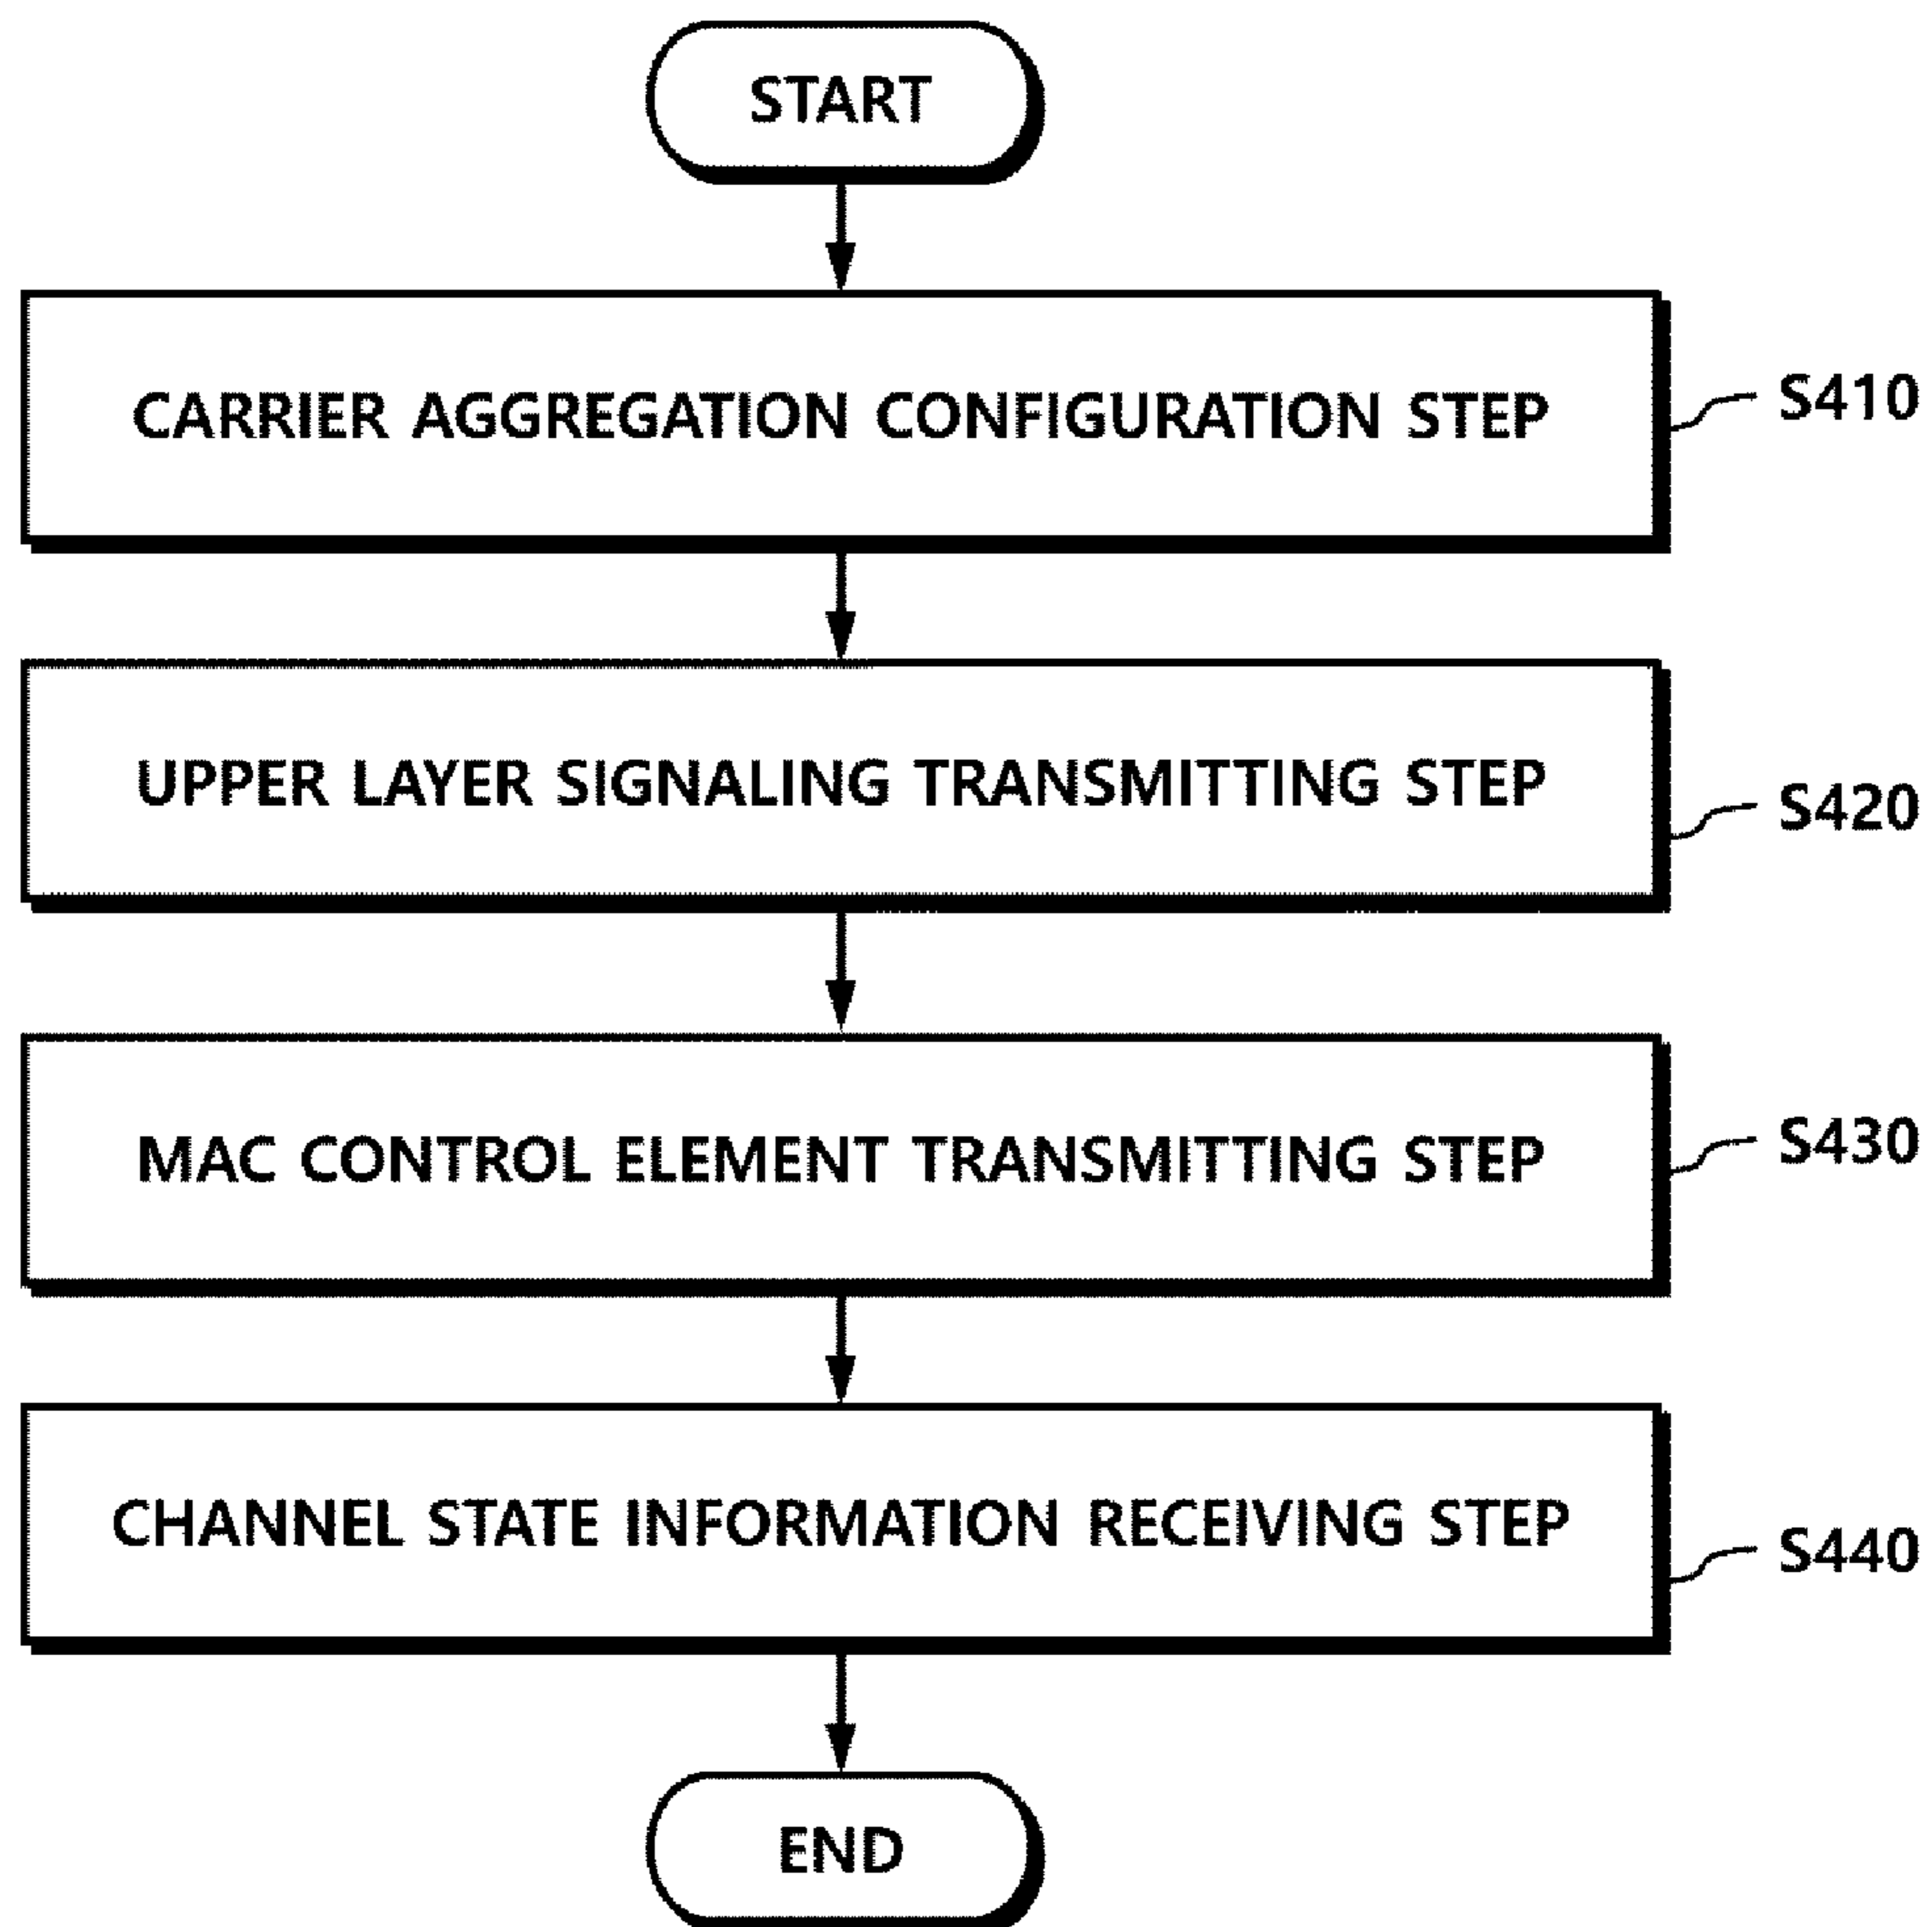 START
CARRIER AGGREGATION CONFIGURATION STEP
S410
UPPER LAYER SIGNALING TRANSMITTING STEP
S420
MAC CONTROL ELEMENT TRANSMITTING STEP
S430
CHANNEL STATE INFORMATION RECEIVING STEP
S440
END